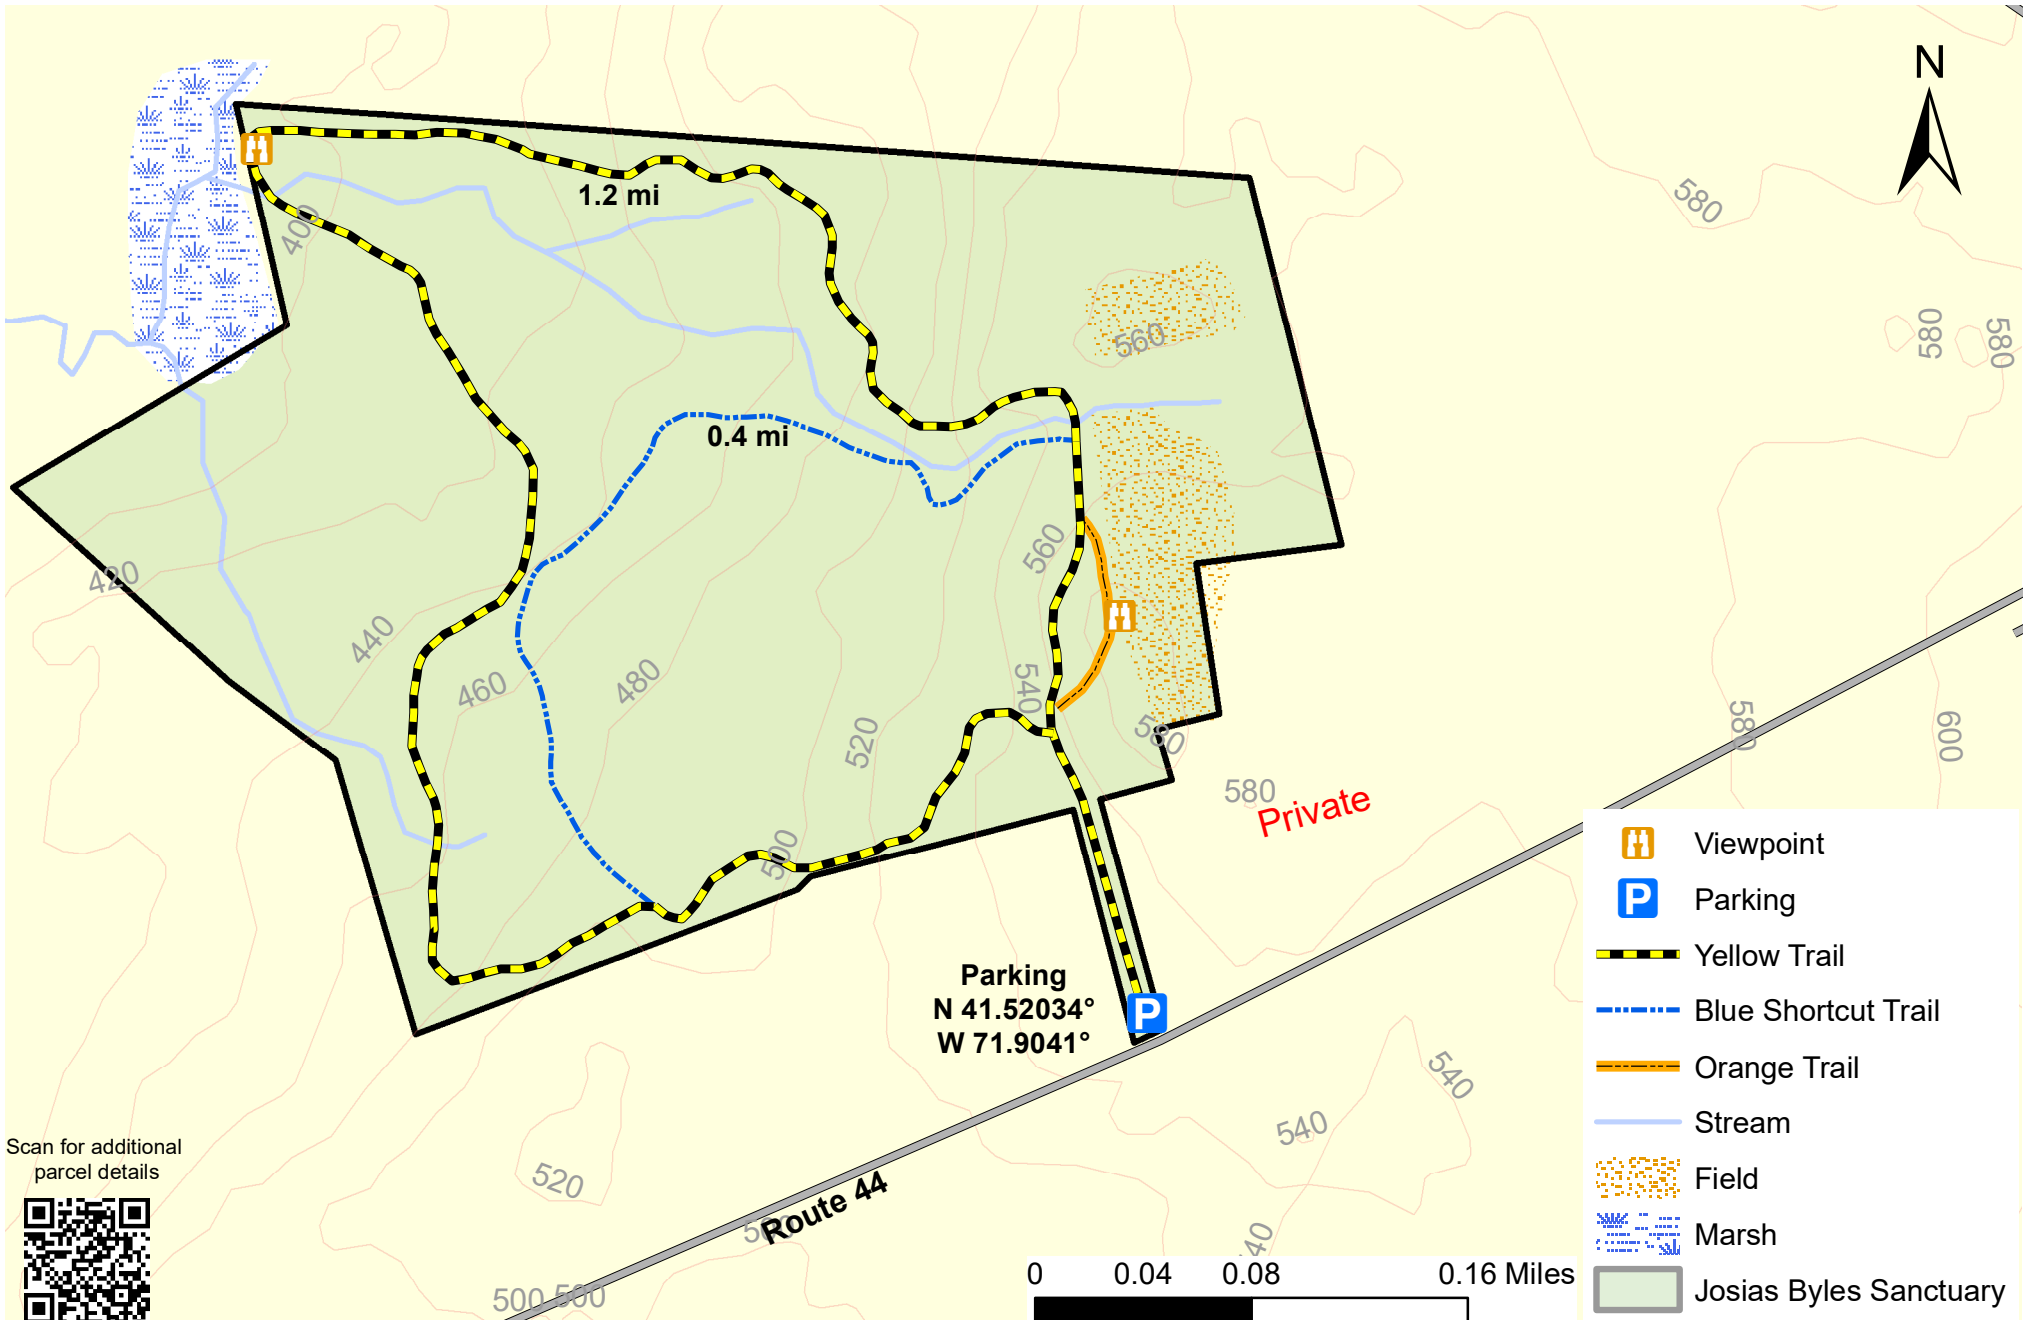 N
580
1.2 mi
400
580
580
560
0.4 mi
560
420
440
460
480
540
520
580
580
600
580
Private
500
Parking
N 41.52034°
W 71.9041°
P
540
540
520
Route 44
500 500
Scan for additional
parcel details
0 0.04 0.08 0.16 Miles
Viewpoint
P Parking
Yellow Trail
Blue Shortcut Trail
Orange Trail
Stream
Field
Marsh
Josias Byles Sanctuary